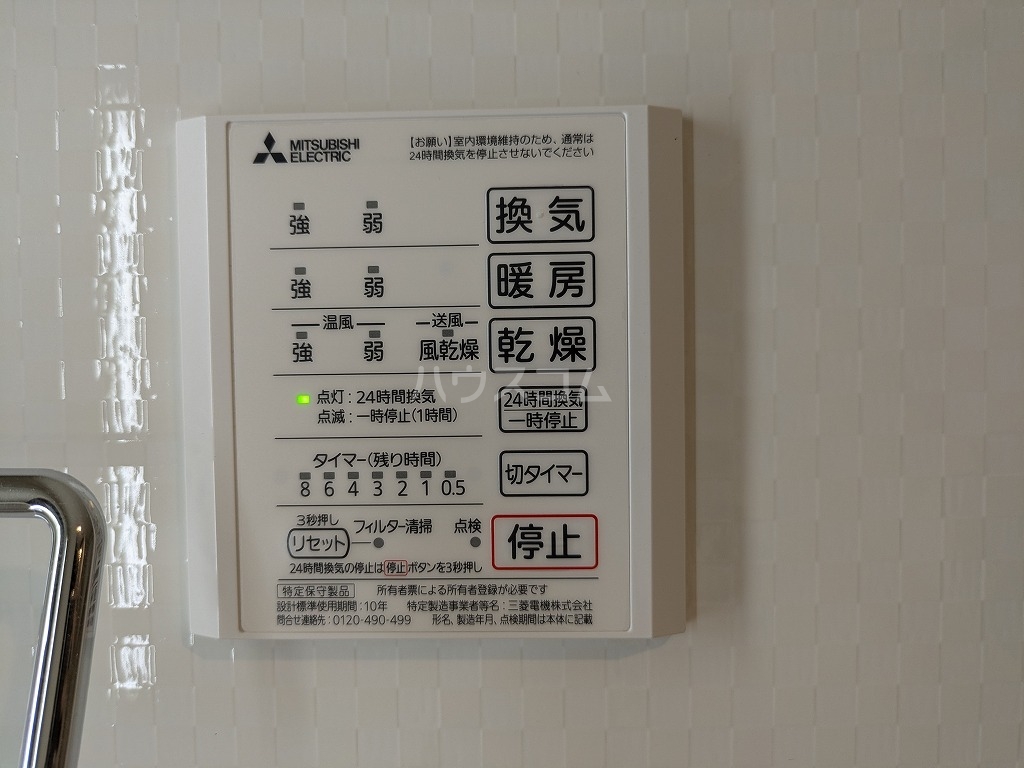 MITSUBISHI
ELECTRIC
【お願い】室内環境維持のため、通常は
24時間換気を停止させないでください
強 弱 換気
強 弱 暖房
温風 送風
強 弱 風乾燥 乾燥
ハウスコム
点灯:24時間換気
点滅:一時停止(1時間)
24時間換気
一時停止
タイマー(残り時間)
8 6 4 3 2 1 0.5
切タイマー
3秒押し
リセット フィルター清掃 点検
停止
24時間換気の停止は停止ボタンを3秒押し
特定保守製品 所有者票による所有者登録が必要です
設計標準使用期間:10年 特定製造事業者等名:三菱電機株式会社
問合せ連絡先:0120-490-499 形名、製造年月、点検期間は本体に記載